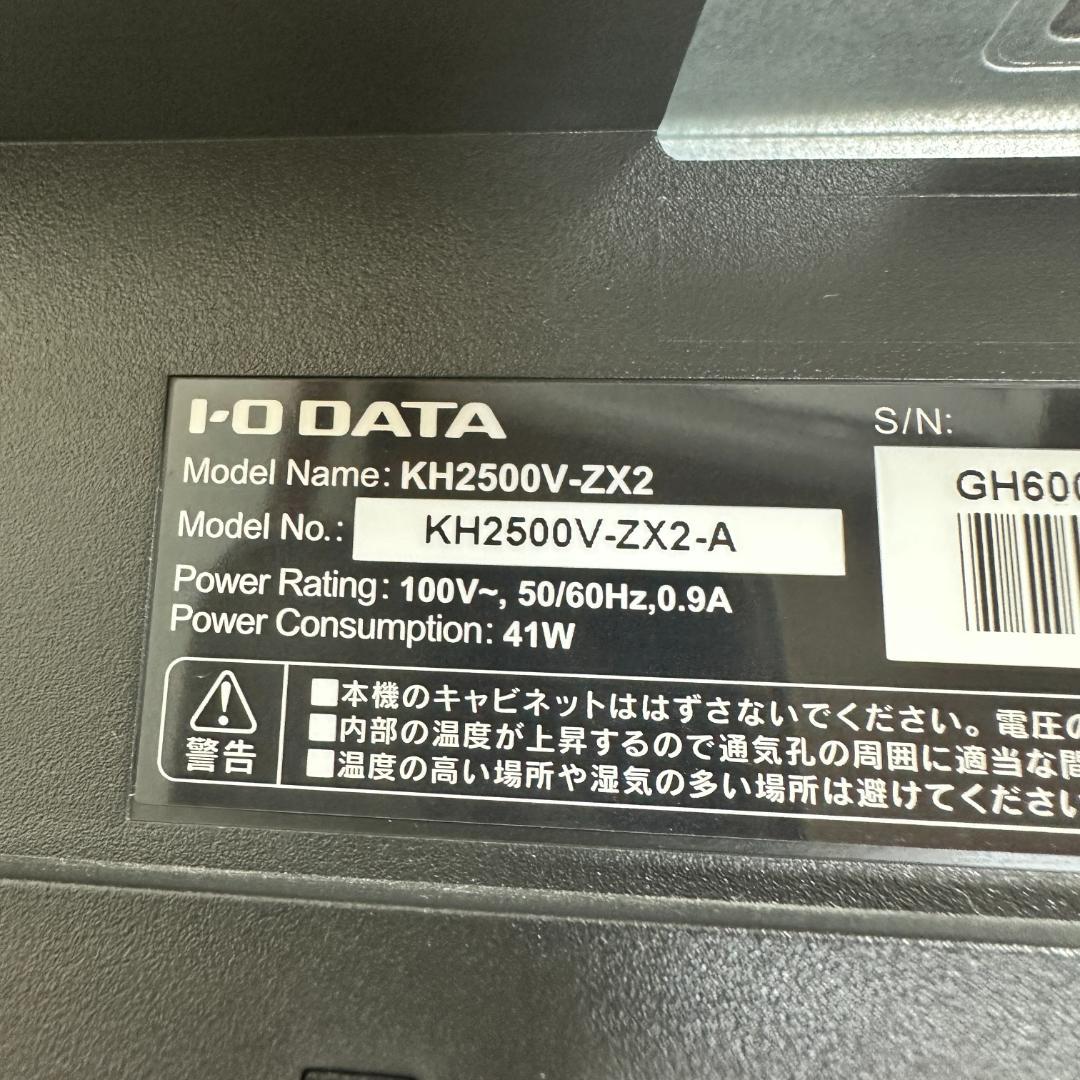 I-O DATA
Model Name: KH2500V-ZX2
Model No.: KH2500V-ZX2-A
Power Rating: 100V~, 50/60Hz,0.9A
Power Consumption: 41W
S/N:
GH600
警告
■本機のキャビネットははずさないでください。電圧の
■内部の温度が上昇するので通気孔の周囲に適当な間
■温度の高い場所や湿気の多い場所は避けてください